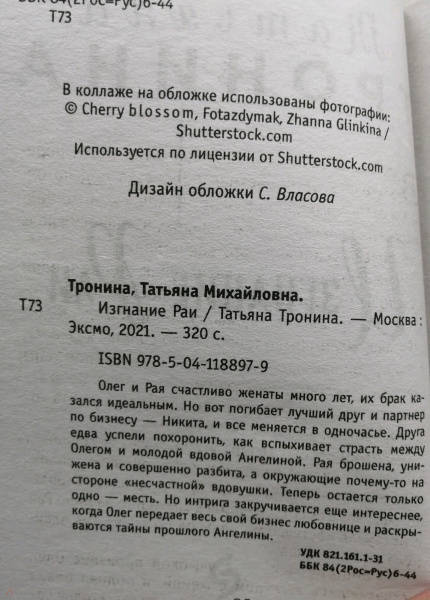 ББК 84(2Рос=Рус)6-44
Т73
В коллаже на обложке использованы фотографии:
© Cherry blossom, Fotazdymak, Zhanna Glinkina /
Shutterstock.com
Используется по лицензии от Shutterstock.com
Дизайн обложки С. Власова
Тронина, Татьяна Михайловна.
Т73 Изгнание Раи / Татьяна Тронина. — Москва :
Эксмо, 2021. — 320 с.
ISBN 978-5-04-118897-9
Олег и Рая счастливо женаты много лет, их брак ка-
зался идеальным. Но вот погибает лучший друг и партнер
по бизнесу — Никита, и все меняется в одночасье. Друга
едва успели похоронить, как вспыхивает страсть между
Олегом и молодой вдовой Ангелиной. Рая брошена, уни-
жена и совершенно разбита, а окружающие почему-то на
стороне «несчастной» вдовушки. Теперь остается только
одно — месть. Но интрига закручивается еще интереснее,
когда Олег передает весь свой бизнес любовнице и раскры-
ваются тайны прошлого Ангелины.
УДК 821.161.1-31
ББК 84(2Рос=Рус)6-44